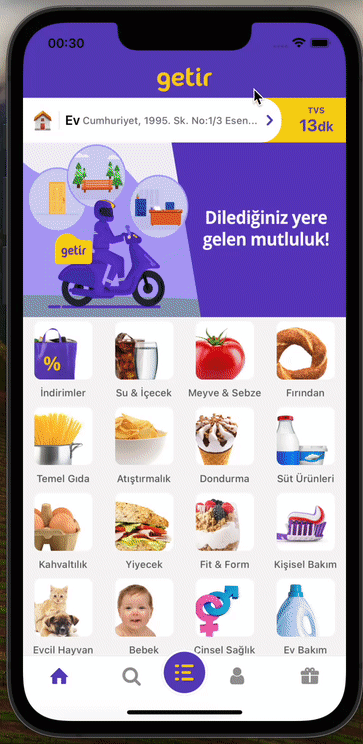 00:30
getir
Ev Cumhuriyet, 1995. Sk. No:1/3 Esen...
TVS
13dk
Dilediğiniz yere
gelen mutluluk!
getir
%
İndirimler
Su & İçecek
Meyve & Sebze
Fırından
Temel Gıda
Atıştırmalık
Dondurma
Süt Ürünleri
Kahvaltılık
Yiyecek
Fit & Form
Kişisel Bakım
Evcil Hayvan
Bebek
Cinsel Sağlık
Ev Bakım